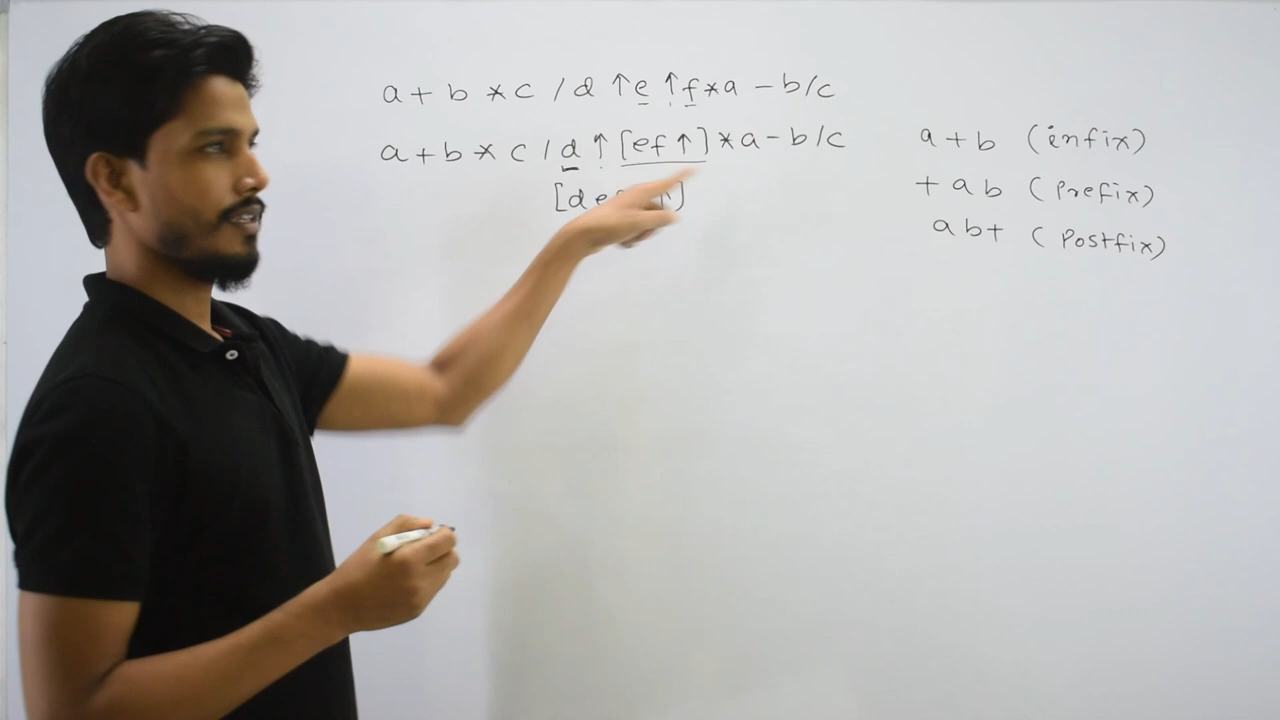 a + b * c / d ↑ e ↑ f * a - b / c
a + b * c / d ↑ [ef↑] * a - b / c
a + b (infix)
+ a b (Prefix)
a b + (Postfix)